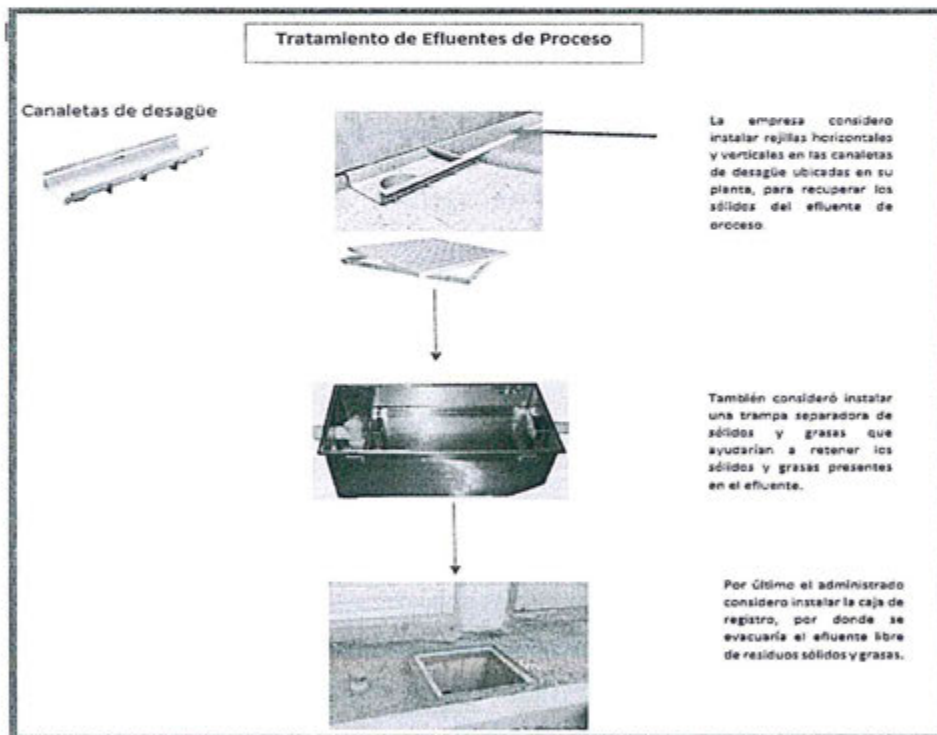 Tratamiento de Efluentes de Proceso
Canaletas de desagüe
La empresa considero
instalar rejillas horizontales
y verticales en las canaletas
de desagüe ubicadas en su
planta, para recuperar los
sólidos del efluente de
proceso.
También consideró instalar
una trampa separadora de
sólidos y grasas que
ayudarían a retener los
sólidos y grasas presentes
en el efluente.
Por último el administrado
considero instalar la caja de
registro, por donde se
evacuaría el efluente libre
de residuos sólidos y grasas.